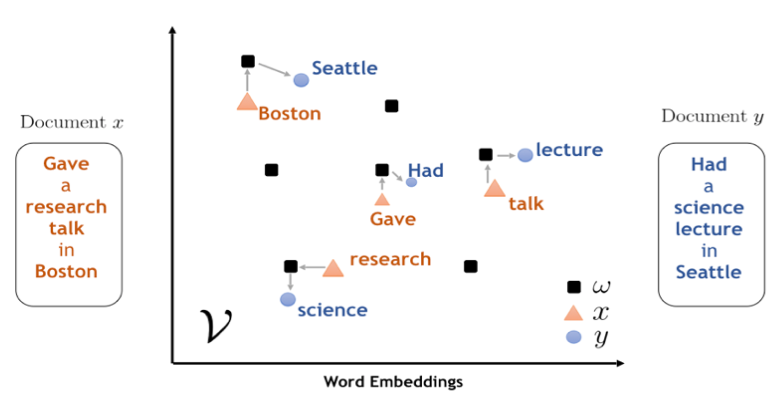 Document x
Gave
a
research
talk
in
Boston
Seattle
Boston
Had
Gave
lecture
talk
research
science
𝒱
ω
x
y
Word Embeddings
Document y
Had
a
science
lecture
in
Seattle